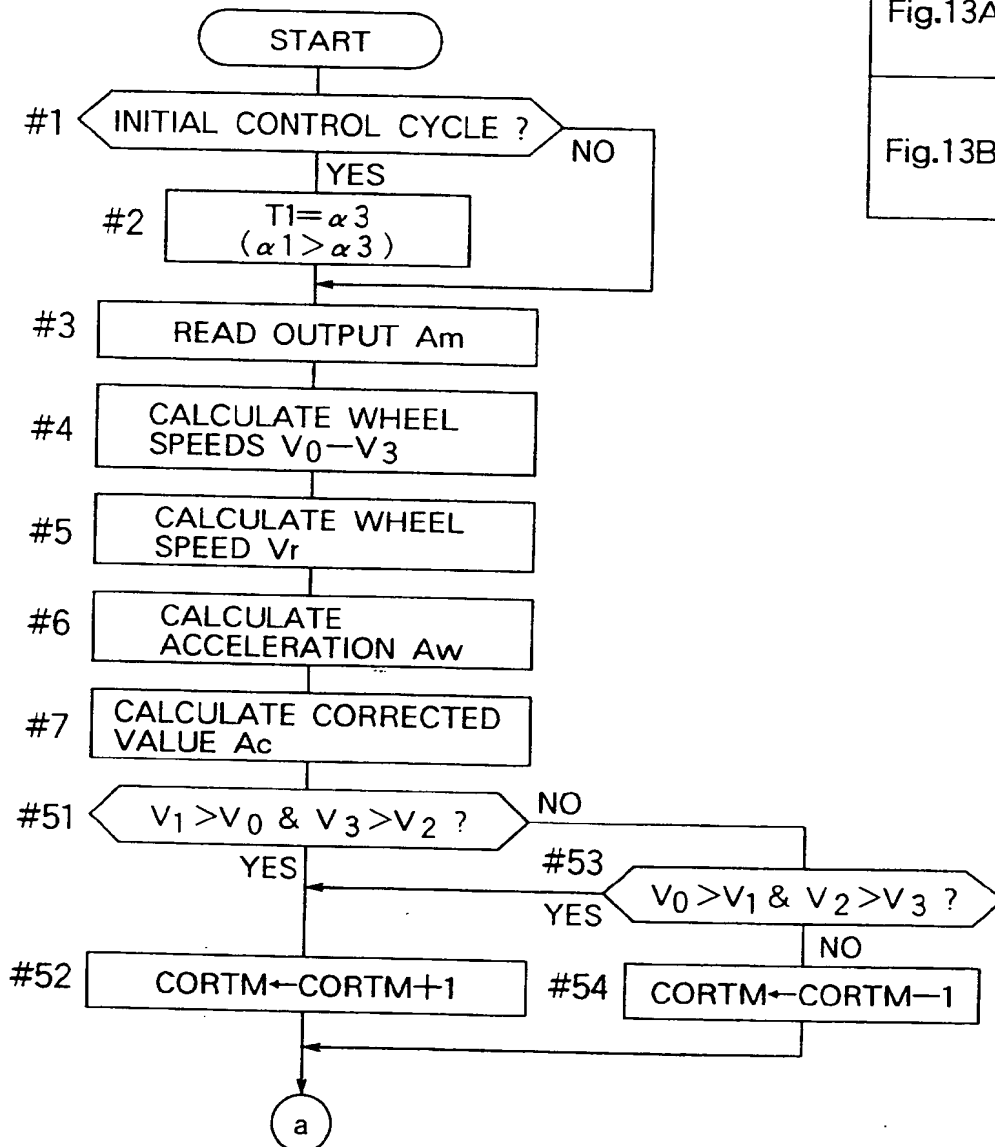 START
Fig.13A
#1
INITIAL CONTROL CYCLE ?
NO
YES
Fig.13B
#2
T1=α3
(α1>α3)
#3
READ OUTPUT Am
#4
CALCULATE WHEEL
SPEEDS V0−V3
#5
CALCULATE WHEEL
SPEED Vr
#6
CALCULATE
ACCELERATION Aw
#7
CALCULATE CORRECTED
VALUE Ac
#51
V1>V0 & V3>V2 ?
NO
YES
#53
V0>V1 & V2>V3 ?
YES
NO
#52
CORTM←CORTM+1
#54
CORTM←CORTM−1
a